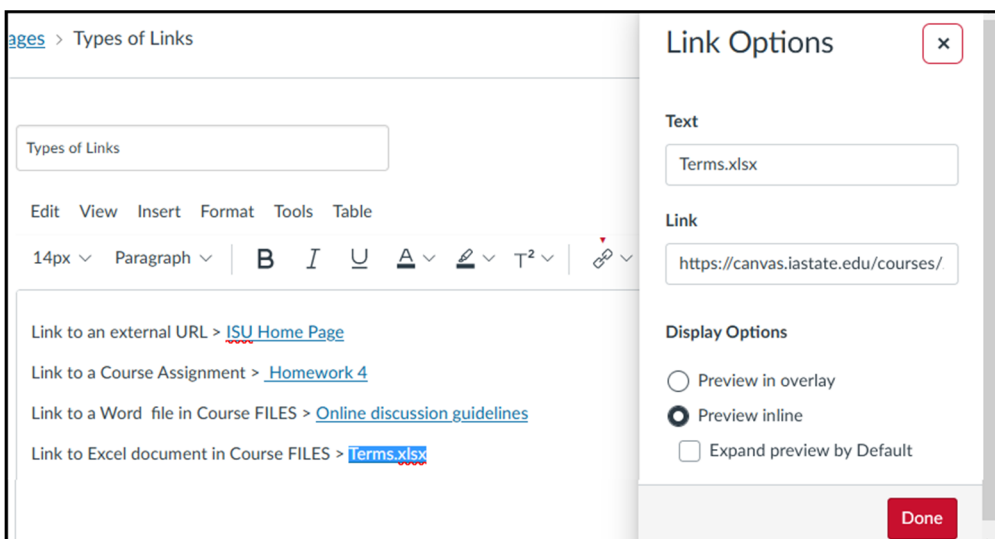 ages > Types of Links
Types of Links
Edit View Insert Format Tools Table
14px Paragraph B I U A T²
Link to an external URL > ISU Home Page
Link to a Course Assignment > Homework 4
Link to a Word file in Course FILES > Online discussion guidelines
Link to Excel document in Course FILES > Terms.xlsx
Link Options
×
Text
Terms.xlsx
Link
https://canvas.iastate.edu/courses/
Display Options
Preview in overlay
Preview inline
Expand preview by Default
Done